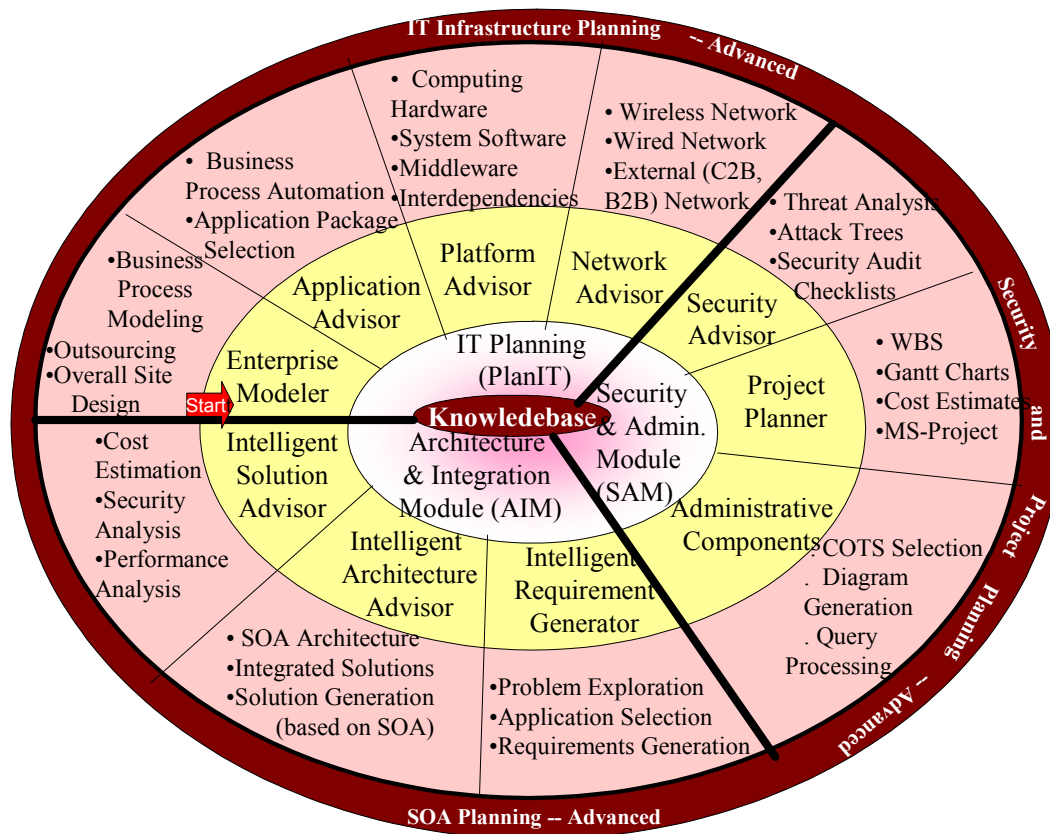 IT Infrastructure Planning -- Advanced
• Computing
Hardware
•System Software
•Middleware
•Interdependencies
• Wireless Network
•Wired Network
•External (C2B,
B2B) Network
• Business
Process Automation
•Application Package
Selection
• Threat Analysis
•Attack Trees
•Security Audit
Checklists
•Business
Process
Modeling
•Outsourcing
•Overall Site
Design
Start
Application
Advisor
Platform
Advisor
Network
Advisor
Security
Advisor
Enterprise
Modeler
Project
Planner
• WBS
•Gantt Charts
•Cost Estimates
•MS-Project
IT Planning
(PlanIT)
Knowledebase
Security
& Admin.
Module
(SAM)
Architecture
& Integration
Module (AIM)
Intelligent
Solution
Advisor
• Cost
Estimation
•Security
Analysis
•Performance
Analysis
Intelligent
Architecture
Advisor
Intelligent
Requirement
Generator
Administrative
Components
. COTS Selection
. Diagram
Generation
. Query
Processing
• SOA Architecture
•Integrated Solutions
•Solution Generation
(based on SOA)
•Problem Exploration
•Application Selection
•Requirements Generation
Security and Project Planning -- Advanced
SOA Planning -- Advanced